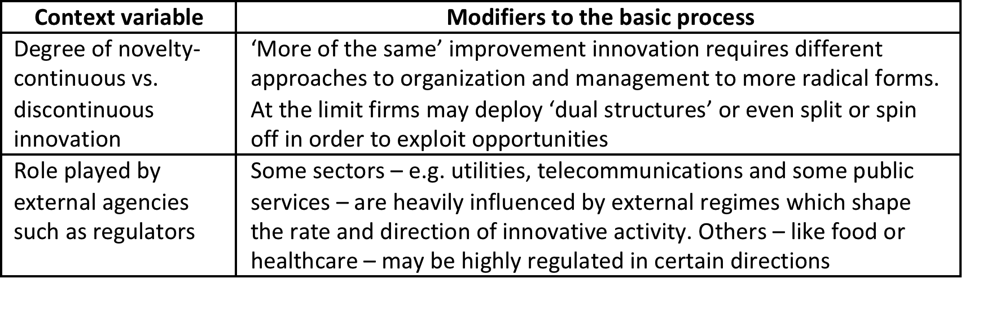 Context variable
Modifiers to the basic process
Degree of novelty-
continuous vs.
discontinuous
innovation
‘More of the same’ improvement innovation requires different
approaches to organization and management to more radical forms.
At the limit firms may deploy ‘dual structures’ or even split or spin
off in order to exploit opportunities
Role played by
external agencies
such as regulators
Some sectors – e.g. utilities, telecommunications and some public
services – are heavily influenced by external regimes which shape
the rate and direction of innovative activity. Others – like food or
healthcare – may be highly regulated in certain directions